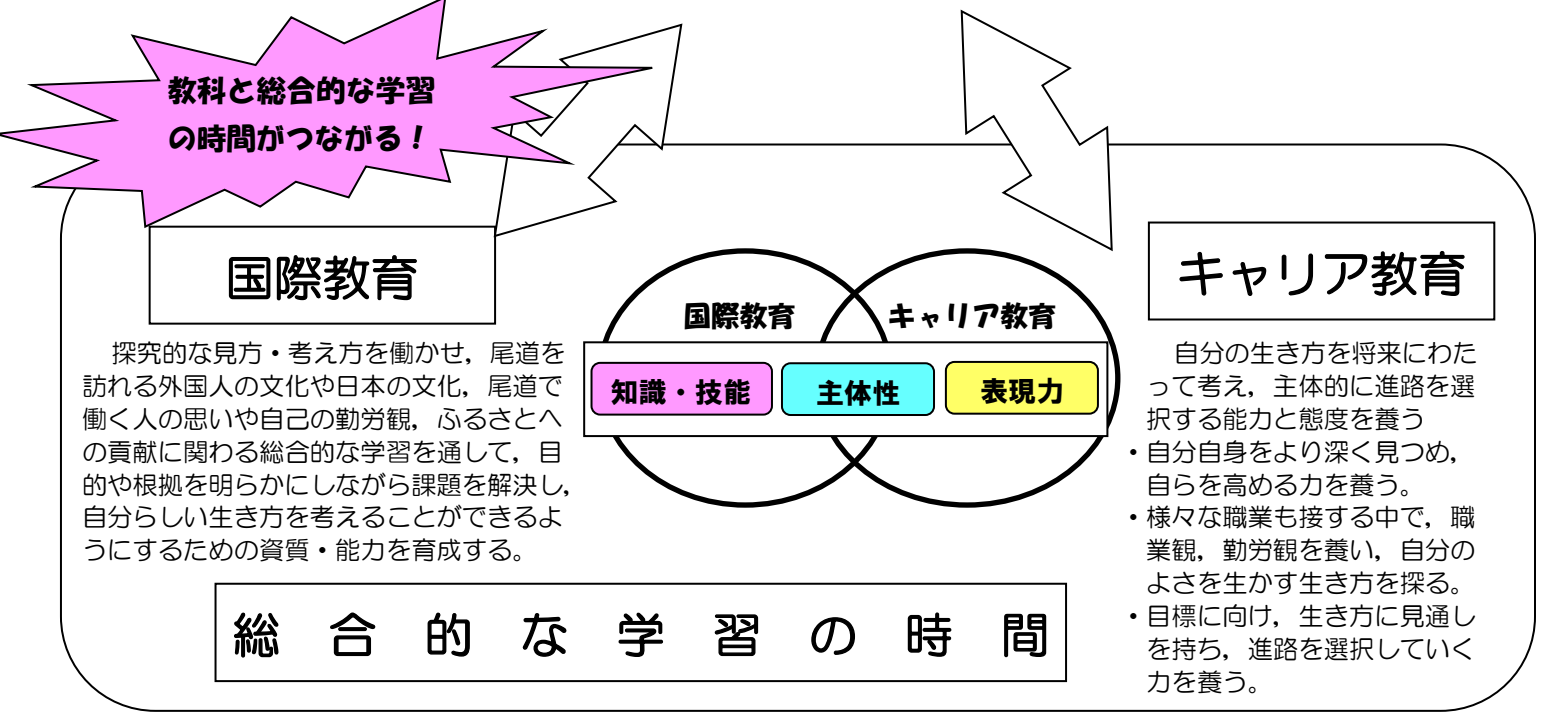 教科と総合的な学習
の時間がつながる！
国際教育
探究的な見方・考え方を働かせ，尾道を
訪れる外国人の文化や日本の文化，尾道で
働く人の思いや自己の勤労観，ふるさとへ
の貢献に関わる総合的な学習を通して，目
的や根拠を明らかにしながら課題を解決し，
自分らしい生き方を考えることができるよ
うにするための資質・能力を育成する。
国際教育
キャリア教育
知識・技能
主体性
表現力
キャリア教育
自分の生き方を将来にわた
って考え，主体的に進路を選
択する能力と態度を養う
・自分自身をより深く見つめ，
自らを高める力を養う。
・様々な職業も接する中で，職
業観，勤労観を養い，自分の
よさを生かす生き方を探る。
・目標に向け，生き方に見通し
を持ち，進路を選択していく
力を養う。
総合的な学習の時間